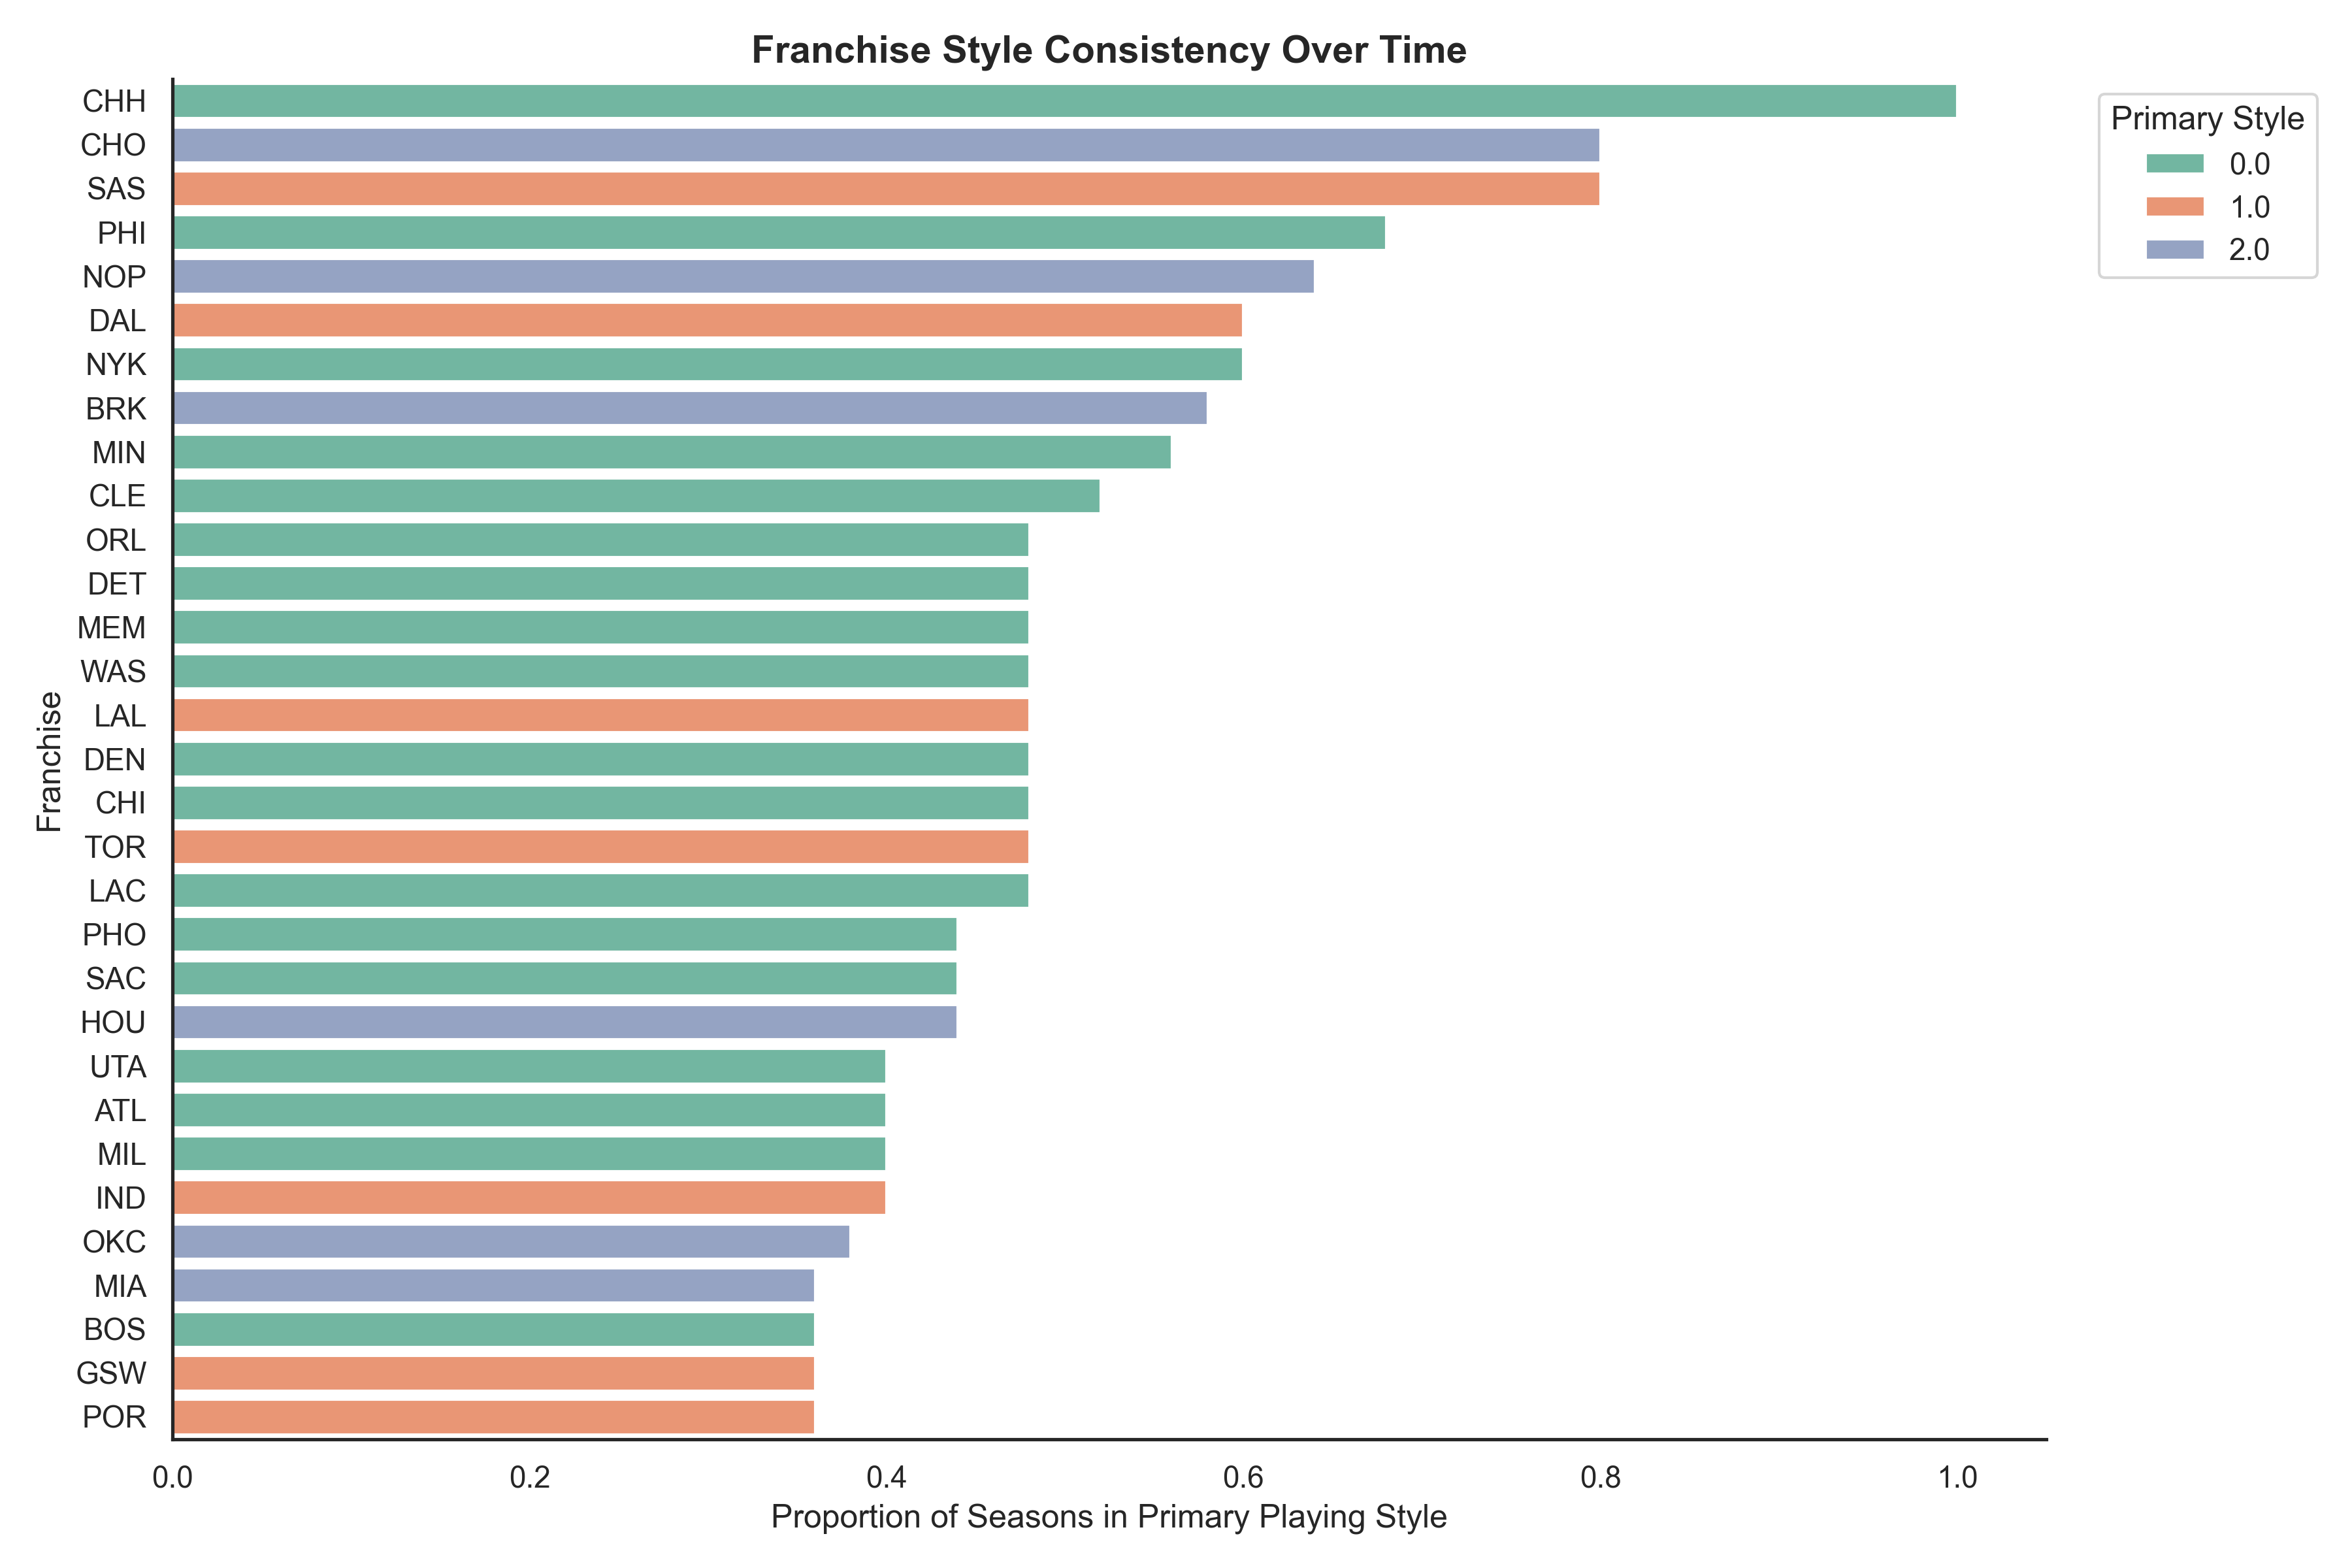 Franchise Style Consistency Over Time
CHH
CHO
SAS
PHI
NOP
DAL
NYK
BRK
MIN
CLE
ORL
DET
MEM
WAS
LAL
DEN
CHI
TOR
LAC
PHO
SAC
HOU
UTA
ATL
MIL
IND
OKC
MIA
BOS
GSW
POR
Franchise
0.0 0.2 0.4 0.6 0.8 1.0
Proportion of Seasons in Primary Playing Style
Primary Style
0.0
1.0
2.0